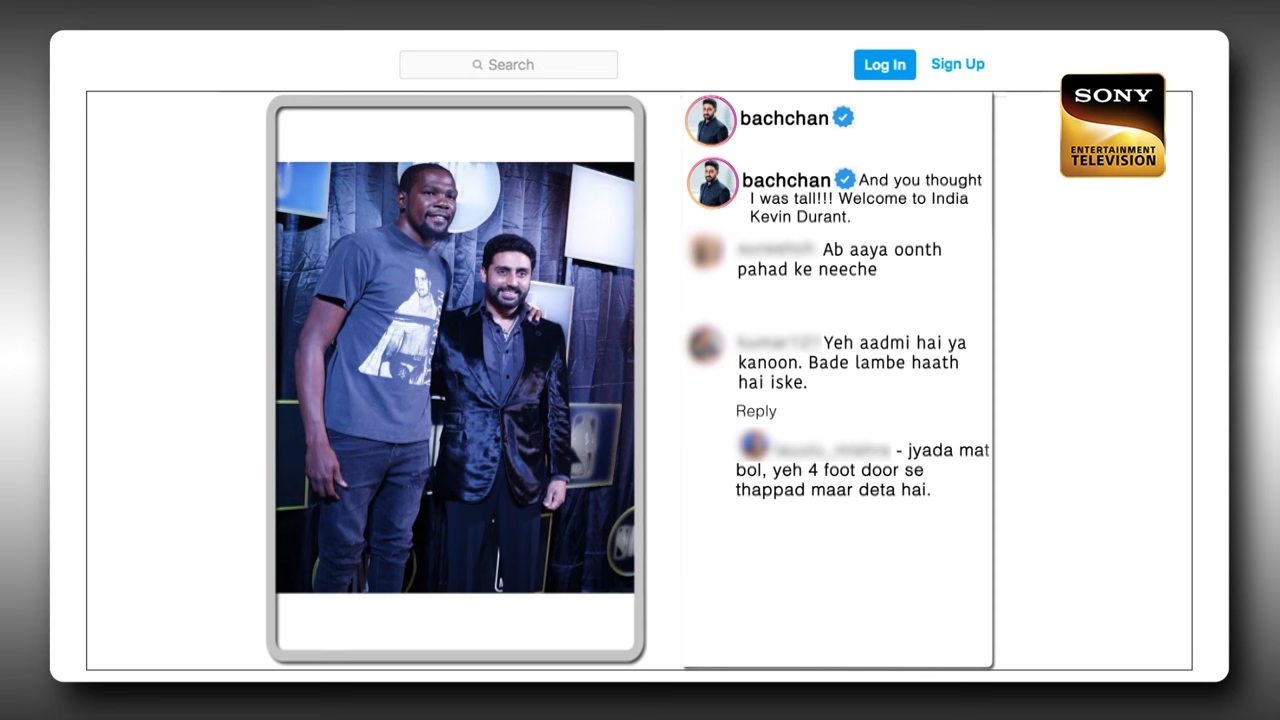 Search
Log In
Sign Up
SONY
ENTERTAINMENT
TELEVISION
bachchan
bachchan And you thought
I was tall!!! Welcome to India
Kevin Durant.
Ab aaya oonth
pahad ke neeche
Yeh aadmi hai ya
kanoon. Bade lambe haath
hai iske.
Reply
- jyada mat
bol, yeh 4 foot door se
thappad maar deta hai.